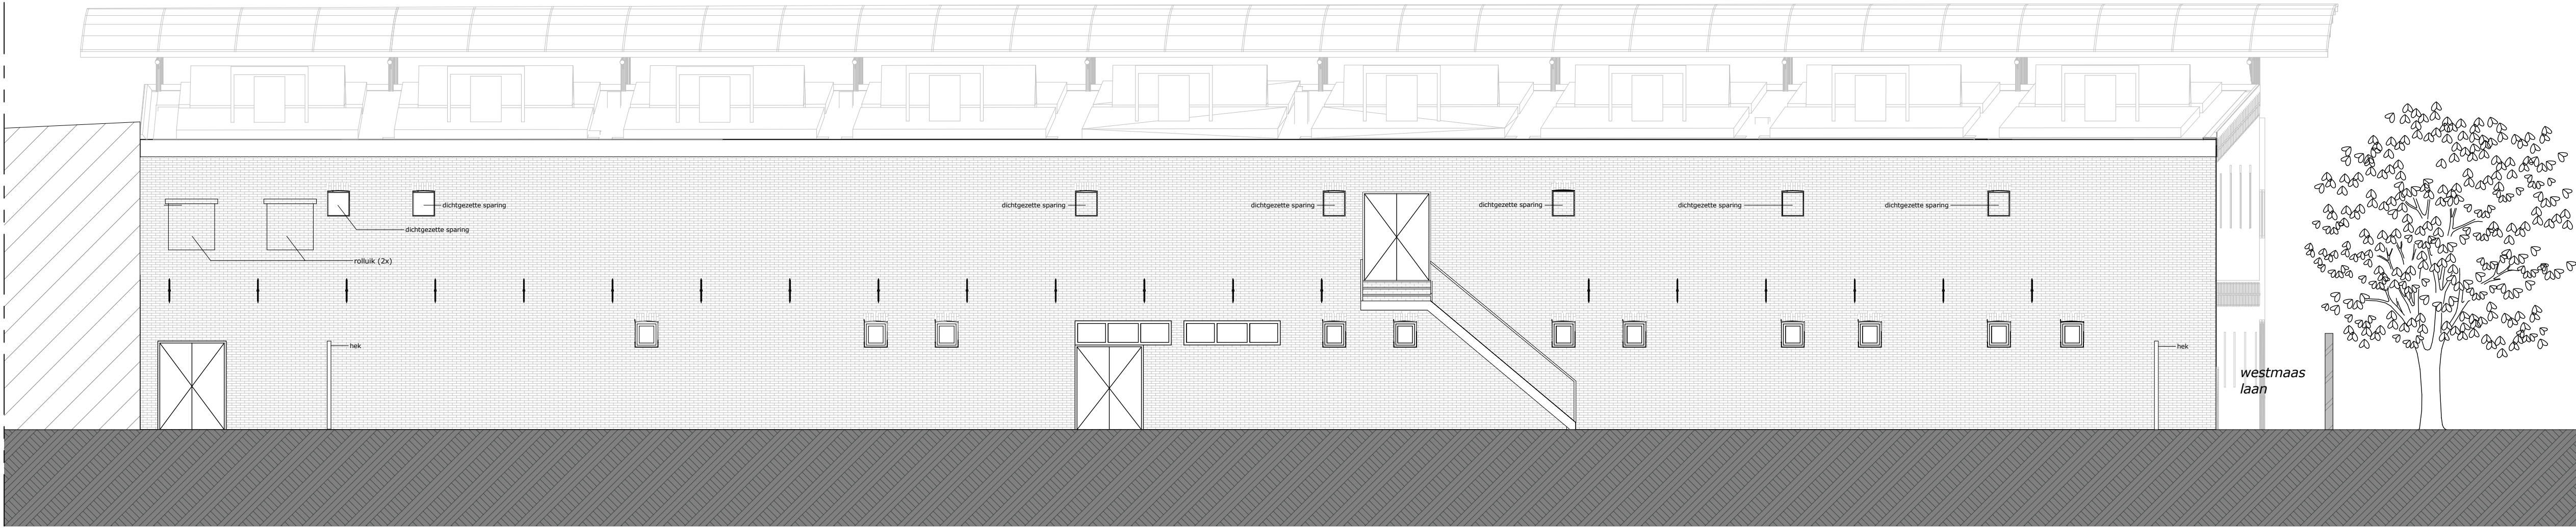 dichtgezette sparing
dichtgezette sparing
dichtgezette sparing
dichtgezette sparing
dichtgezette sparing
dichtgezette sparing
dichtgezette sparing
rolluik (2x)
hek
hek
westmaas
laan